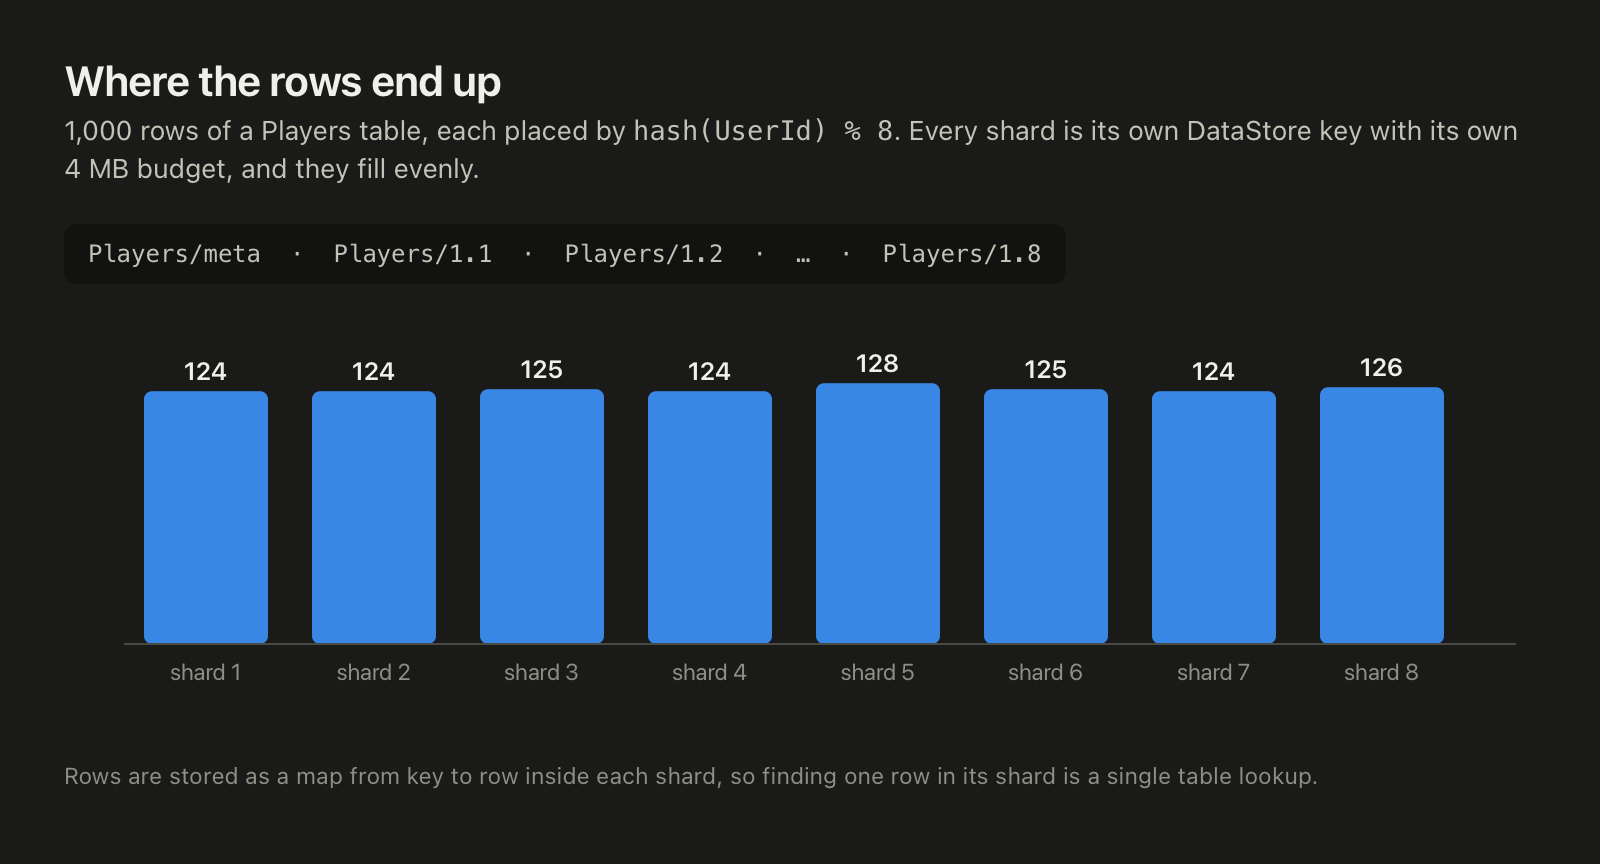 Where the rows end up
1,000 rows of a Players table, each placed by hash(UserId) % 8. Every shard is its own DataStore key with its own
4 MB budget, and they fill evenly.
Players/meta · Players/1.1 · Players/1.2 · … · Players/1.8
124 124 125 124 128 125 124 126
shard 1 shard 2 shard 3 shard 4 shard 5 shard 6 shard 7 shard 8
Rows are stored as a map from key to row inside each shard, so finding one row in its shard is a single table lookup.